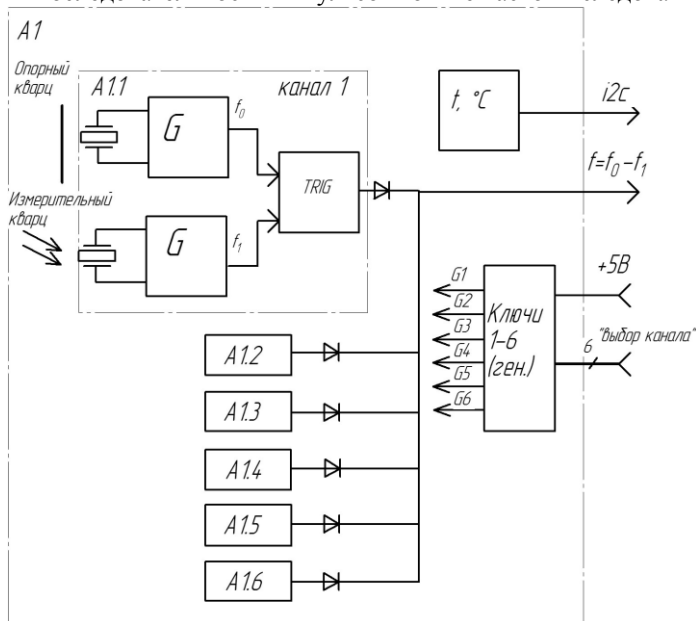 A1
Опорный
кварц
A1.1
канал 1
G
f₀
TRIG
Измерительный
кварц
G
f₁
t, °C
i2c
f=f₀-f₁
+5В
G1
G2
G3
G4
G5
G6
Ключи
1-6
(ген.)
6
"выбор канала"
A1.2
A1.3
A1.4
A1.5
A1.6